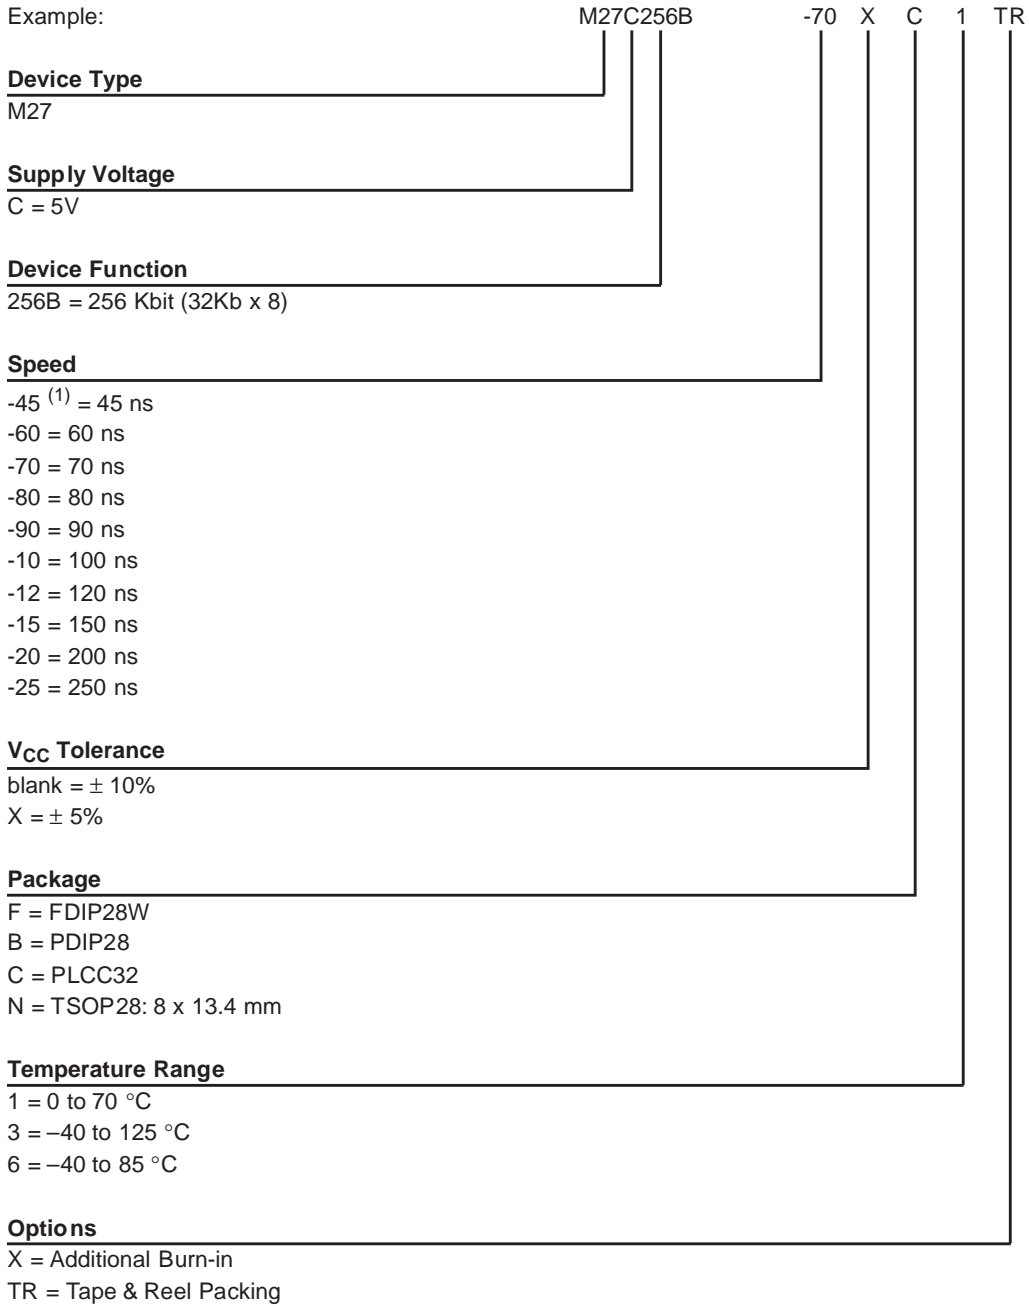 Example: M27C256B -70 X C 1 TR
Device Type
M27
Supply Voltage
C = 5V
Device Function
256B = 256 Kbit (32Kb x 8)
Speed
-45 (1) = 45 ns
-60 = 60 ns
-70 = 70 ns
-80 = 80 ns
-90 = 90 ns
-10 = 100 ns
-12 = 120 ns
-15 = 150 ns
-20 = 200 ns
-25 = 250 ns
VCC Tolerance
blank = ± 10%
X = ± 5%
Package
F = FDIP28W
B = PDIP28
C = PLCC32
N = TSOP28: 8 x 13.4 mm
Temperature Range
1 = 0 to 70 °C
3 = –40 to 125 °C
6 = –40 to 85 °C
Options
X = Additional Burn-in
TR = Tape & Reel Packing